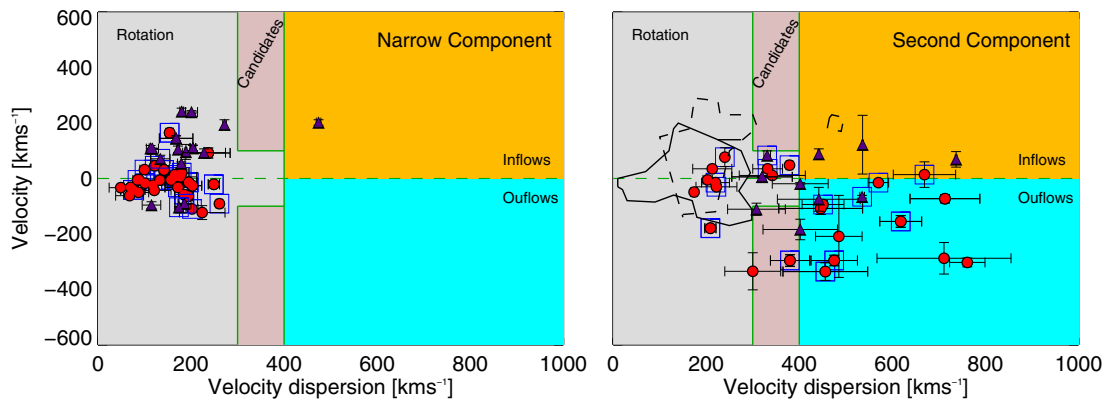 600
400
200
0
−200
−400
−600
Velocity [kms⁻¹]
Rotation
Candidates
Narrow Component
Inflows
Ouflows
0
200
400
600
800
1000
Velocity dispersion [kms⁻¹]
Rotation
Candidates
Second Component
Inflows
Ouflows
0
200
400
600
800
1000
Velocity dispersion [kms⁻¹]